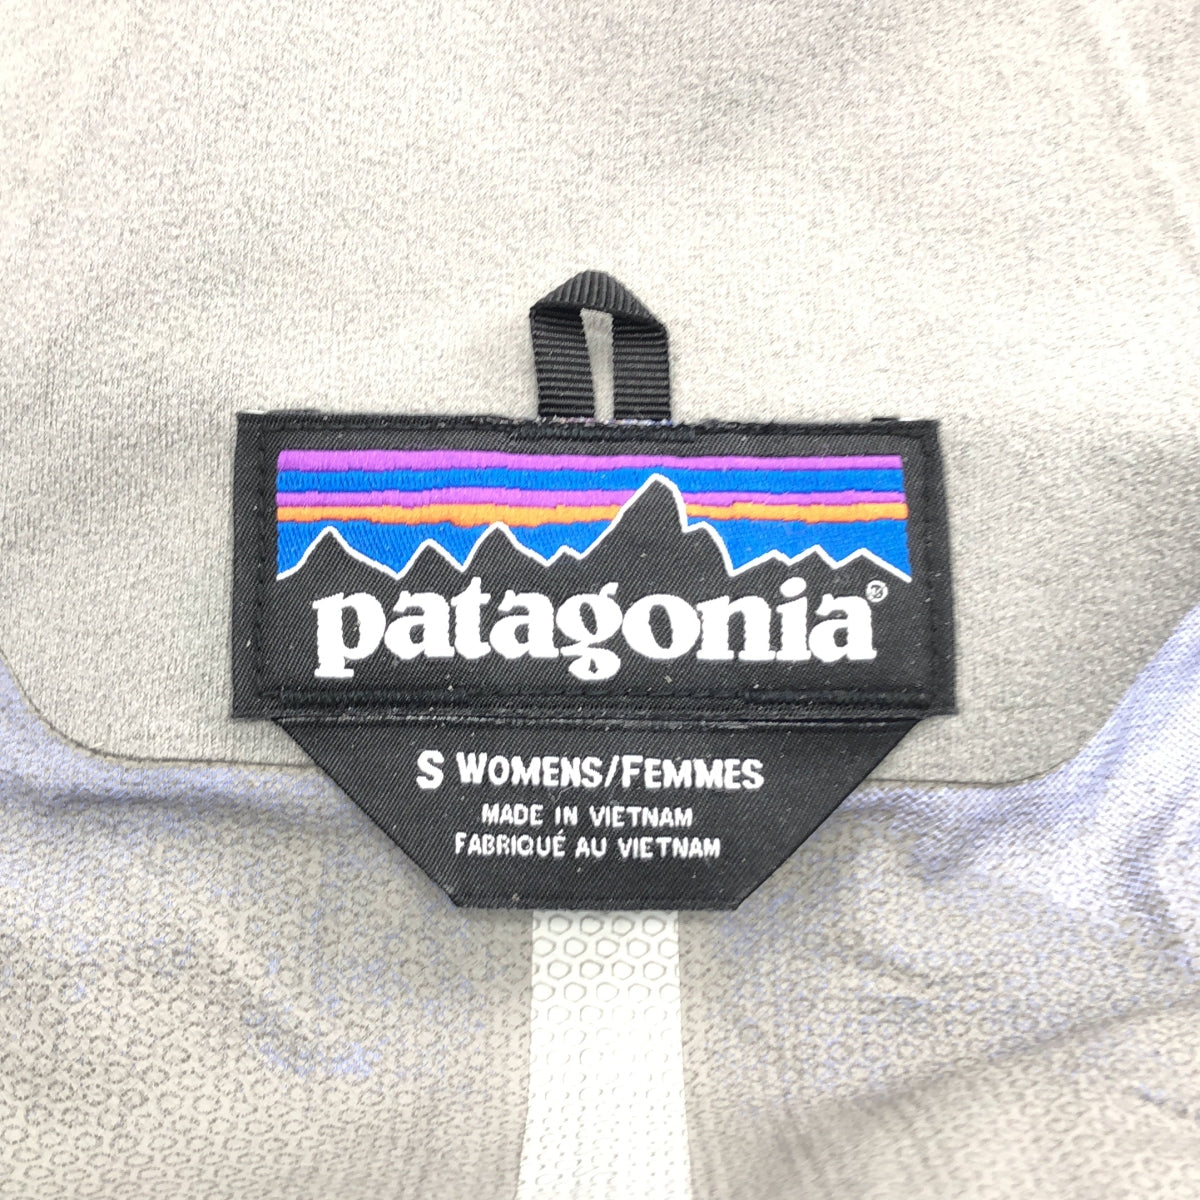 patagonia®
S WOMENS/FEMMES
MADE IN VIETNAM
FABRIQUÉ AU VIETNAM